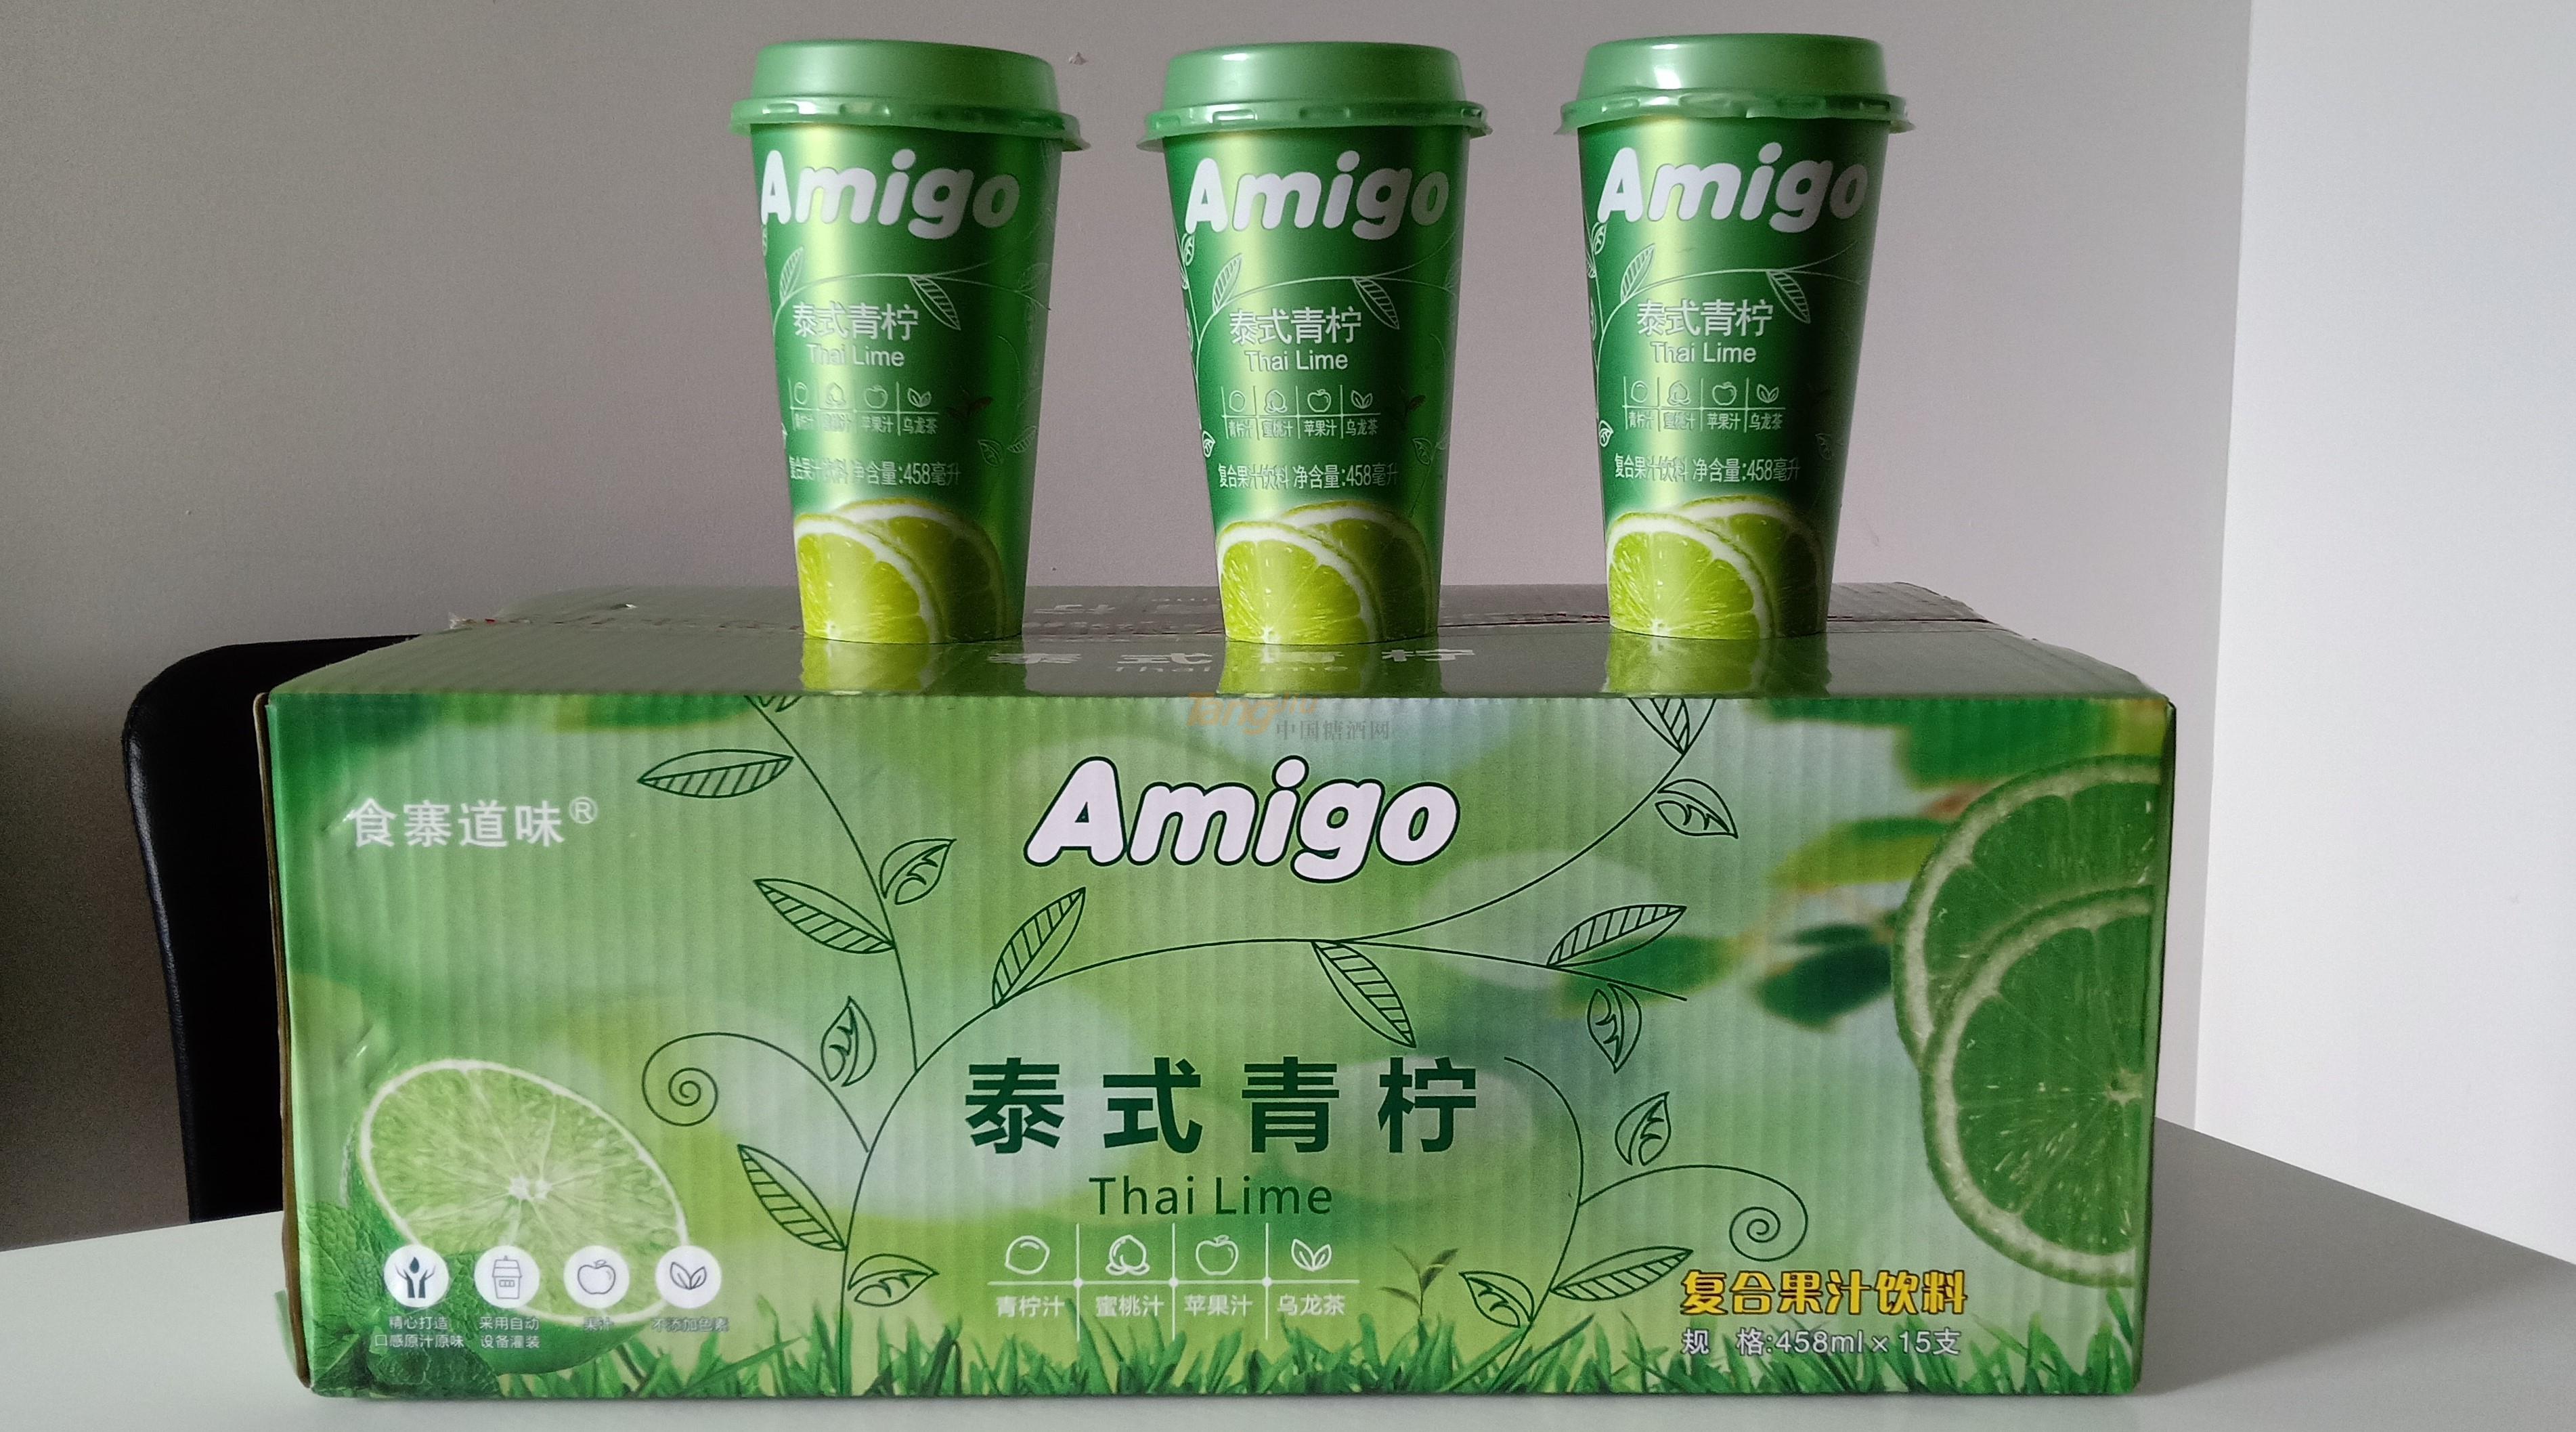 Amigo
泰式青柠
Thai Lime
青柠汁 蜜桃汁 苹果汁 乌龙茶
复合果汁饮料 净含量:458毫升
Amigo
泰式青柠
Thai Lime
青柠汁 蜜桃汁 苹果汁 乌龙茶
复合果汁饮料 净含量:458毫升
Amigo
泰式青柠
Thai Lime
青柠汁 蜜桃汁 苹果汁 乌龙茶
复合果汁饮料 净含量:458毫升
泰式青柠
Thai Lime
中国糖酒网
食寨道味®
Amigo
泰式青柠
Thai Lime
青柠汁 蜜桃汁 苹果汁 乌龙茶
精心打造
口感原汁原味
采用自动
设备灌装
果汁
不添加色素
复合果汁饮料
规 格:458ml×15支